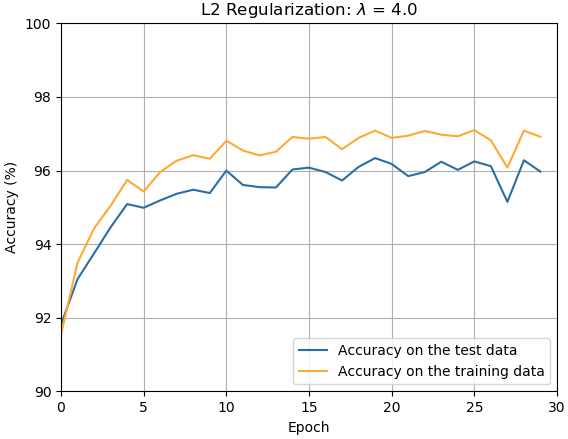 L2 Regularization: λ = 4.0
Accuracy (%)
100
98
96
94
92
90
0 5 10 15 20 25 30
Epoch
Accuracy on the test data
Accuracy on the training data